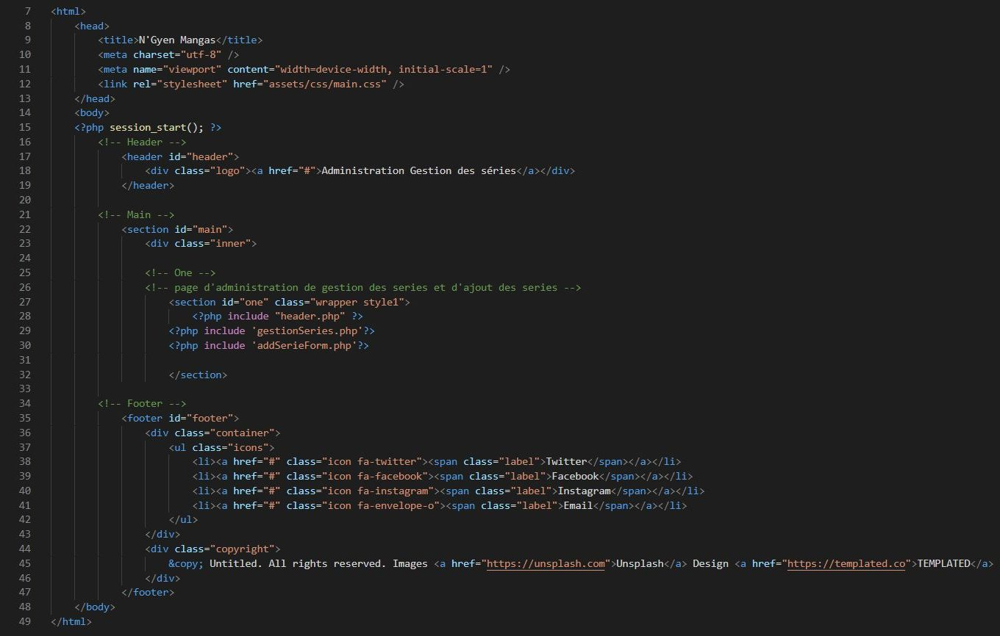 7 <html>
8 <head>
9 <title>N'Gyen Mangas</title>
10 <meta charset="utf-8" />
11 <meta name="viewport" content="width=device-width, initial-scale=1" />
12 <link rel="stylesheet" href="assets/css/main.css" />
13 </head>
14 <body>
15 <?php session_start(); ?>
16 <!-- Header -->
17 <header id="header">
18 <div class="logo"><a href="#">Administration Gestion des séries</a></div>
19 </header>
20
21 <!-- Main -->
22 <section id="main">
23 <div class="inner">
24
25 <!-- One -->
26 <!-- page d'administration de gestion des series et d'ajout des series -->
27 <section id="one" class="wrapper style1">
28 <?php include "header.php" ?>
29 <?php include 'gestionSeries.php'?>
30 <?php include 'addSerieForm.php'?>
31
32 </section>
33
34 <!-- Footer -->
35 <footer id="footer">
36 <div class="container">
37 <ul class="icons">
38 <li><a href="#" class="icon fa-twitter"><span class="label">Twitter</span></a></li>
39 <li><a href="#" class="icon fa-facebook"><span class="label">Facebook</span></a></li>
40 <li><a href="#" class="icon fa-instagram"><span class="label">Instagram</span></a></li>
41 <li><a href="#" class="icon fa-envelope-o"><span class="label">Email</span></a></li>
42 </ul>
43 </div>
44 <div class="copyright">
45 &copy; Untitled. All rights reserved. Images <a href="https://unsplash.com">Unsplash</a> Design <a href="https://templated.co">TEMPLATED</a>
46 </div>
47 </footer>
48 </body>
49 </html>